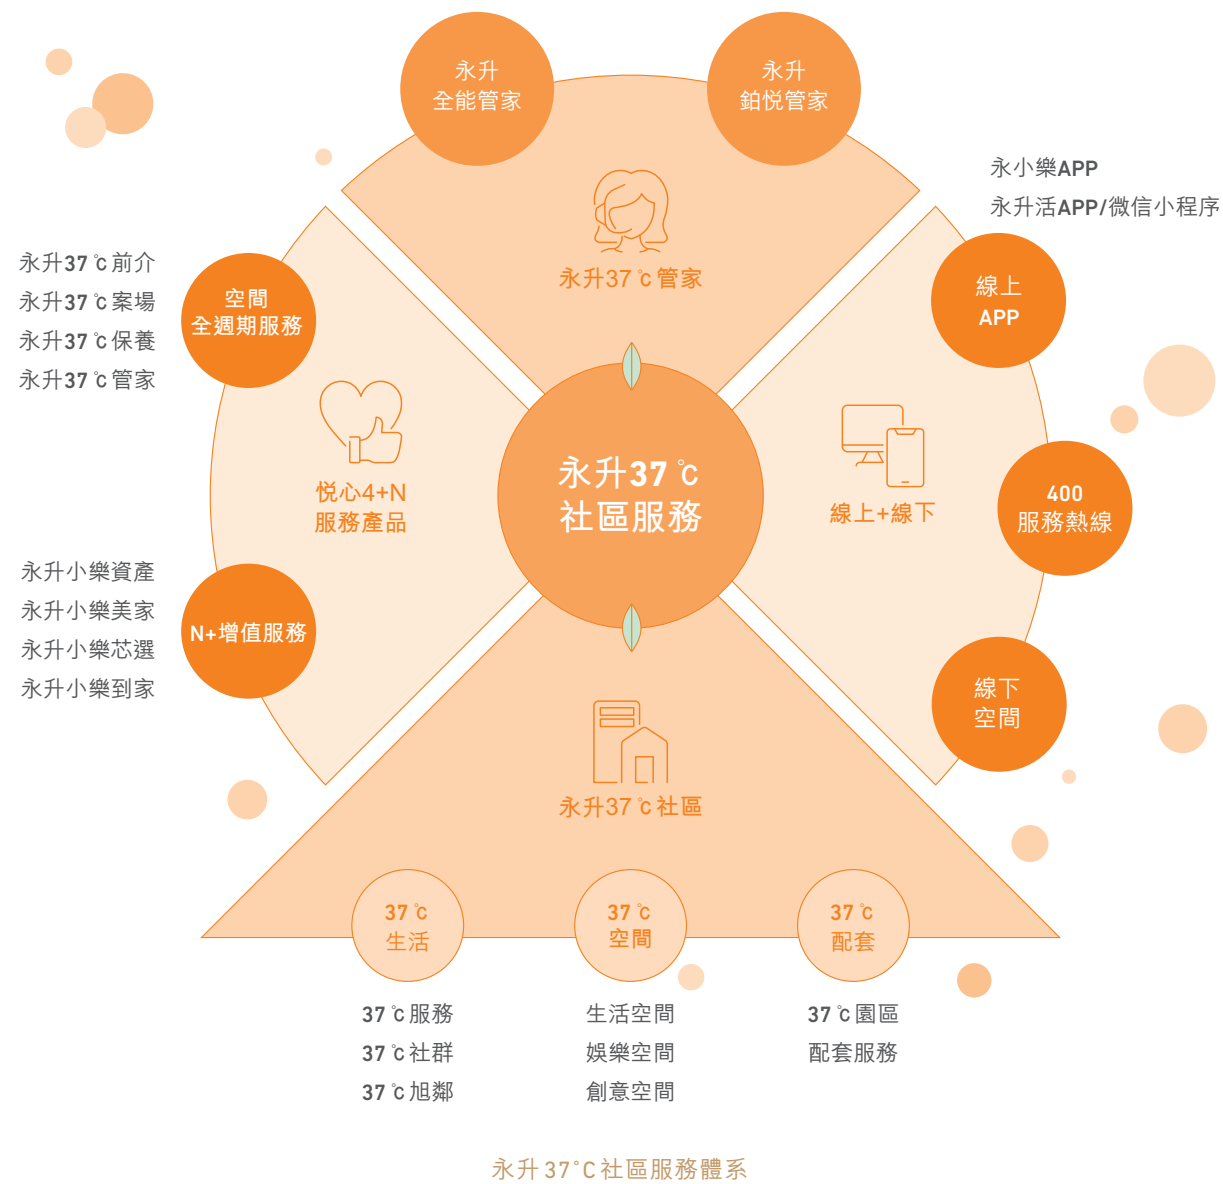 永升
全能管家
永升
鉑悦管家
永升37℃管家
永小樂APP
永升活APP/微信小程序
線上
APP
400
服務熱線
線下
空間
線上+線下
永升37℃前介
永升37℃案場
永升37℃保養
永升37℃管家
空間
全週期服務
悦心4+N
服務產品
永升小樂資產
永升小樂美家
永升小樂芯選
永升小樂到家
N+增值服務
永升37℃
社區服務
永升37℃社區
37℃
生活
37℃
空間
37℃
配套
37℃服務
37℃社群
37℃旭鄰
生活空間
娛樂空間
創意空間
37℃園區
配套服務
永升37°C社區服務體系